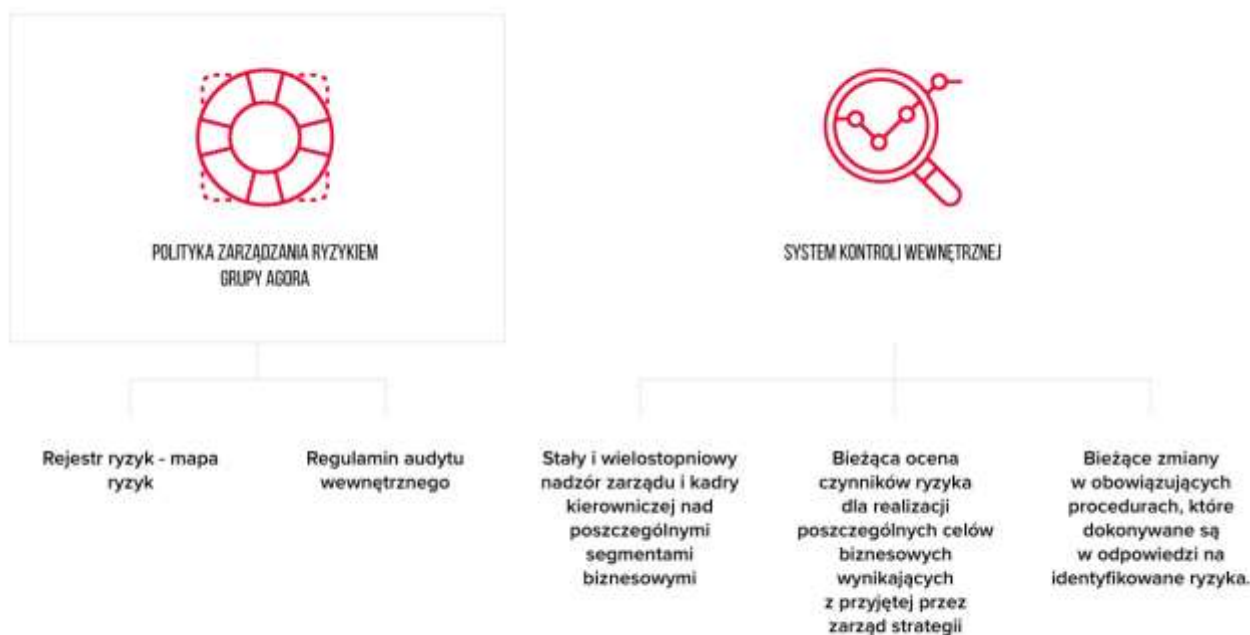 POLITYKA ZARZĄDZANIA RYZYKIEM
GRUPY AGORA
SYSTEM KONTROLI WEWNĘTRZNEJ
Rejestr ryzyk - mapa
ryzyk
Regulamin audytu
wewnętrznego
Stały i wielostopniowy
nadzór zarządu i kadry
kierowniczej nad
poszczególnymi
segmentami
biznesowymi
Bieżąca ocena
czynników ryzyka
dla realizacji
poszczególnych celów
biznesowych
wynikających
z przyjętej przez
zarząd strategii
Bieżące zmiany
w obowiązujących
procedurach, które
dokonywane są
w odpowiedzi na
identyfikowane ryzyka.